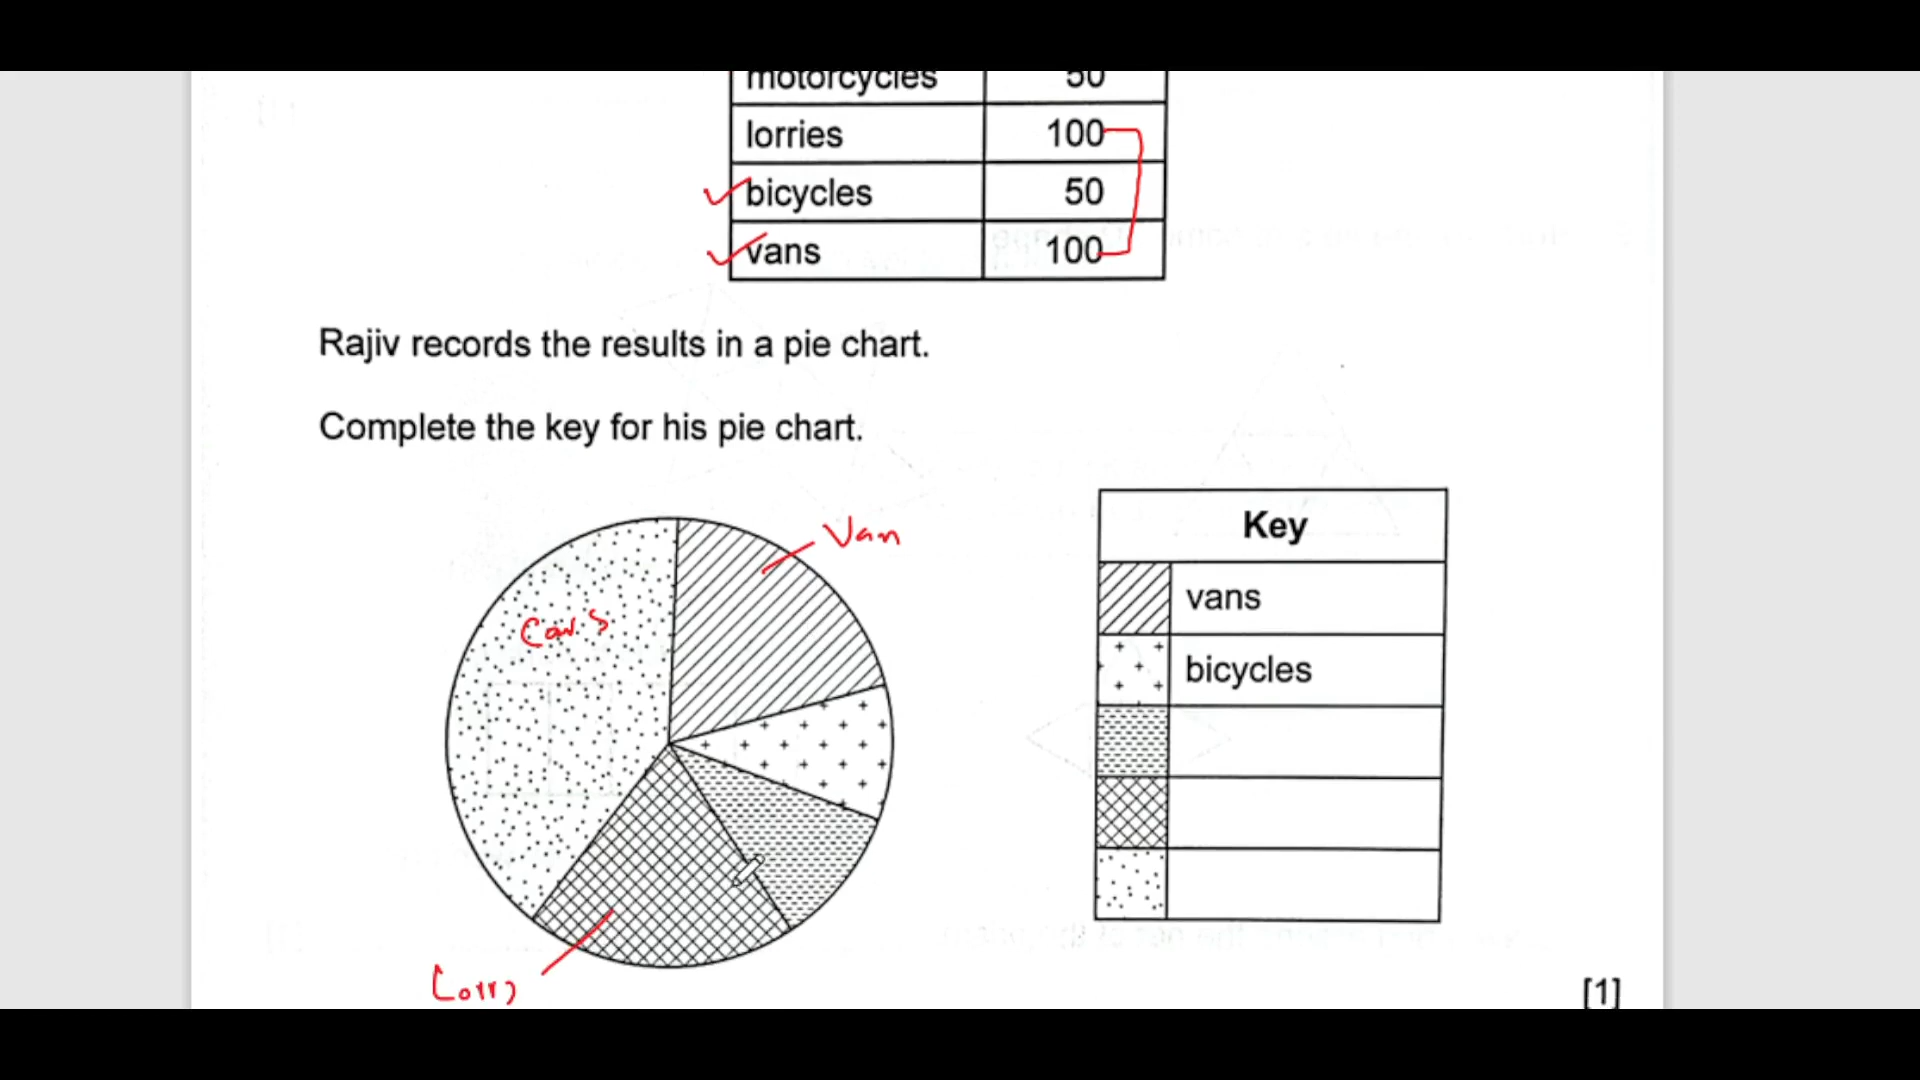 motorcycles 50
lorries 100
bicycles 50
vans 100
Rajiv records the results in a pie chart.
Complete the key for his pie chart.
Van
Cars
Lorry
Key
vans
bicycles
[1]